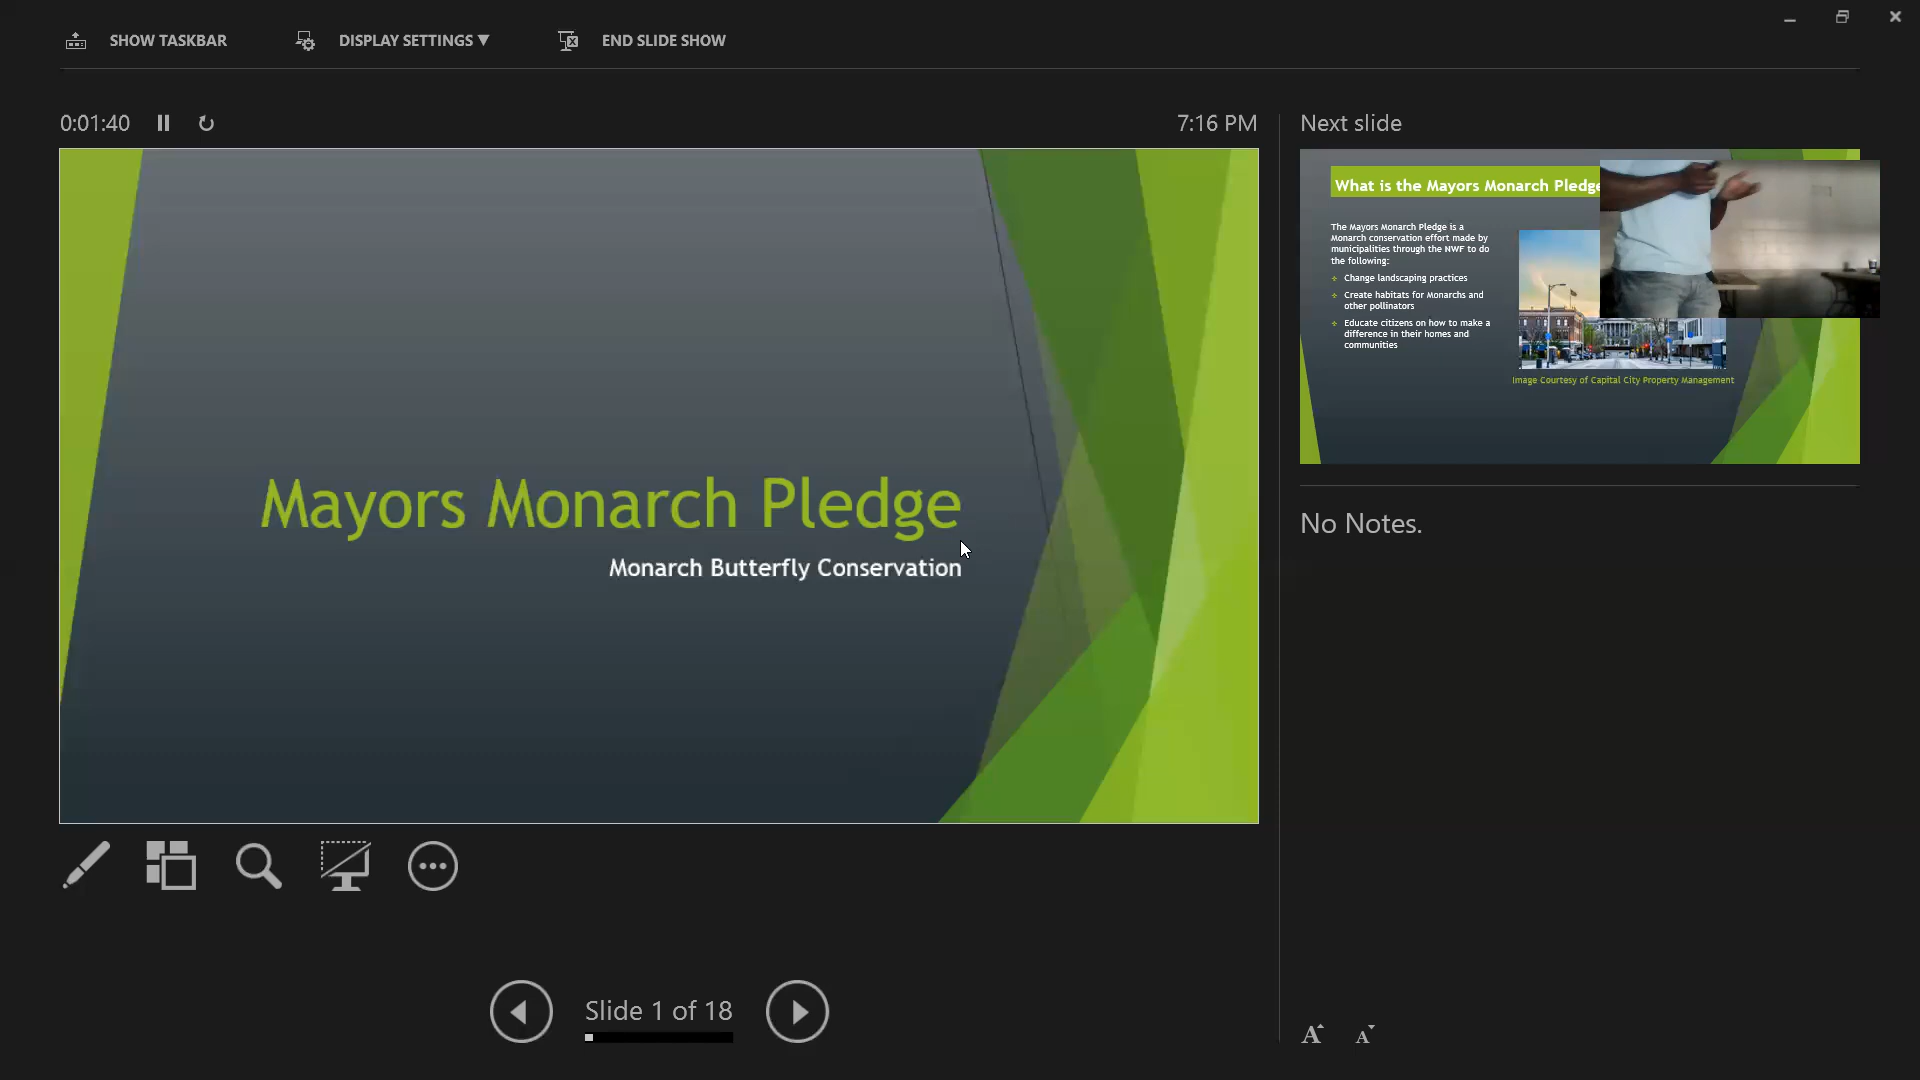 SHOW TASKBAR
DISPLAY SETTINGS ▼
END SLIDE SHOW
0:01:40
7:16 PM
Mayors Monarch Pledge
Monarch Butterfly Conservation
Slide 1 of 18
Next slide
What is the Mayors Monarch Pledge
The Mayors Monarch Pledge is a
Monarch conservation effort made by
municipalities through the NWF to do
the following:
Change landscaping practices
Create habitats for Monarchs and
other pollinators
Educate citizens on how to make a
difference in their homes and
communities
Image Courtesy of Capital City Property Management
No Notes.
A A